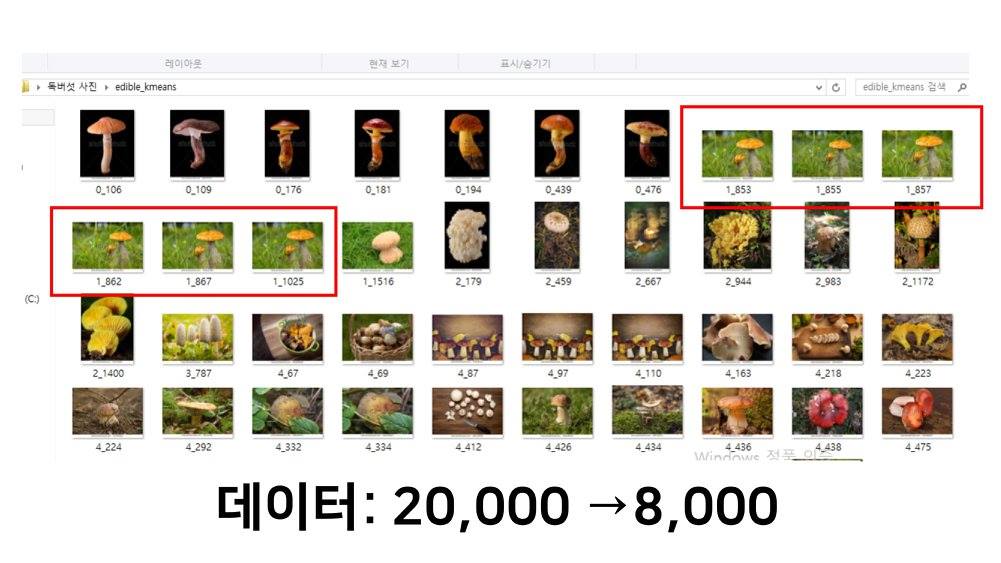 레이아웃 현재 보기 표시/숨기기
독버섯 사진 edible_kmeans edible_kmeans 검색
0_106 0_109 0_176 0_181 0_194 0_439 0_476 1_853 1_855 1_857
1_862 1_867 1_1025 1_1516 2_179 2_459 2_667 2_944 2_983 2_1172
(C:)
2_1400 3_787 4_67 4_69 4_87 4_97 4_110 4_163 4_218 4_223
4_224 4_292 4_332 4_334 4_412 4_426 4_434 4_436 4_438 4_475
Windows 정품 인증
데이터: 20,000 →8,000